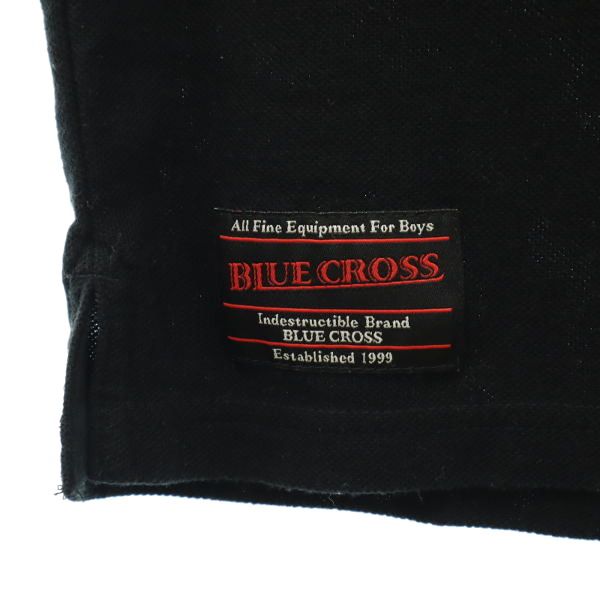 All Fine Equipment For Boys
BLUE CROSS
Indestructible Brand
BLUE CROSS
Established 1999